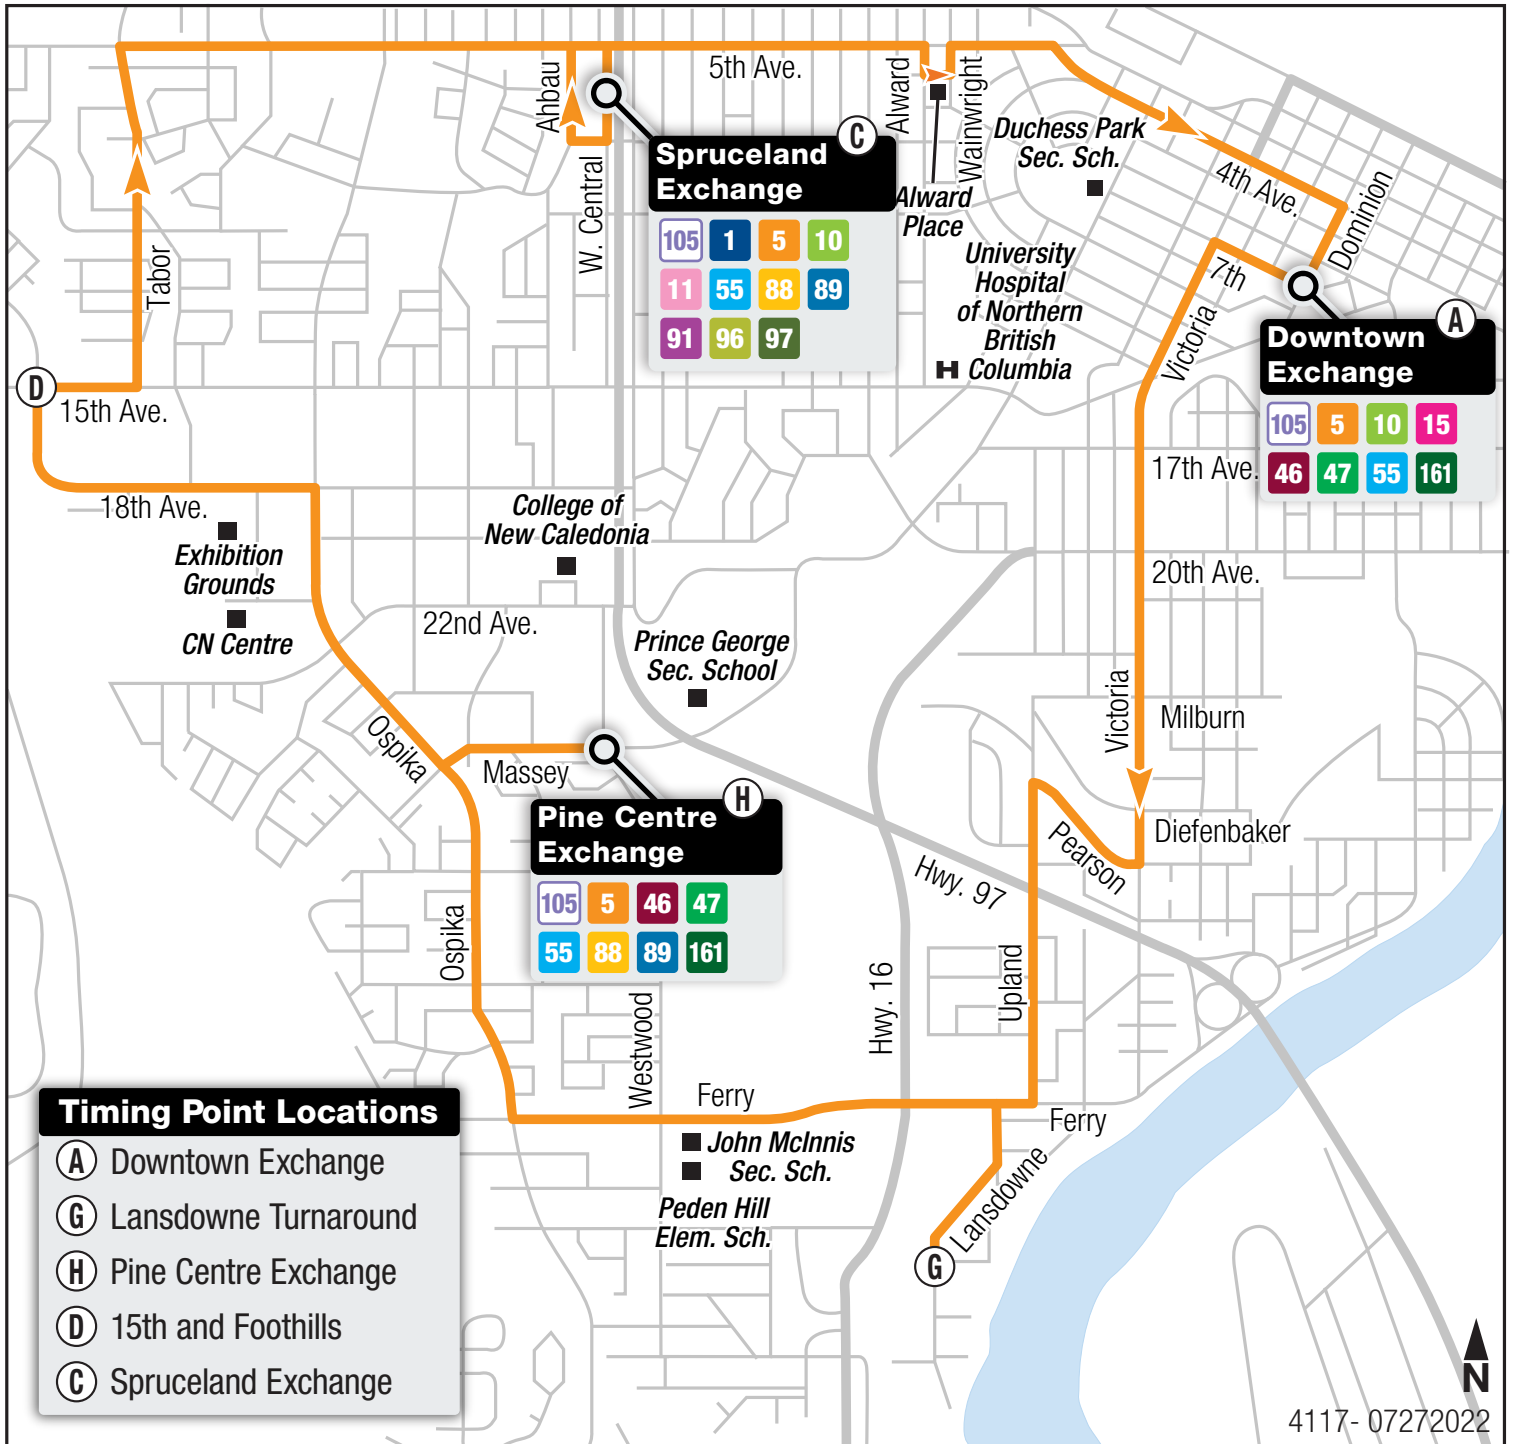 5th Ave.
Ahbau
Alward
Wainwright
Duchess Park
Sec. Sch.
C
Spruceland
Exchange
105 1 5 10
11 55 88 89
91 96 97
W. Central
Alward
Place
4th Ave.
Dominion
University
Hospital
of Northern
British
Columbia
H
7th
Victoria
Tabor
A
Downtown
Exchange
105 5 10 15
46 47 55 161
D
15th Ave.
17th Ave.
18th Ave.
College of
New Caledonia
Exhibition
Grounds
20th Ave.
CN Centre
22nd Ave.
Prince George
Sec. School
Victoria
Milburn
Ospika
Massey
H
Pine Centre
Exchange
105 5 46 47
55 88 89 161
Diefenbaker
Pearson
Hwy. 97
Ospika
Upland
Hwy. 16
Westwood
Ferry
Ferry
John McInnis
Sec. Sch.
Peden Hill
Elem. Sch.
Lansdowne
G
Timing Point Locations
A Downtown Exchange
G Lansdowne Turnaround
H Pine Centre Exchange
D 15th and Foothills
C Spruceland Exchange
N
4117- 07272022